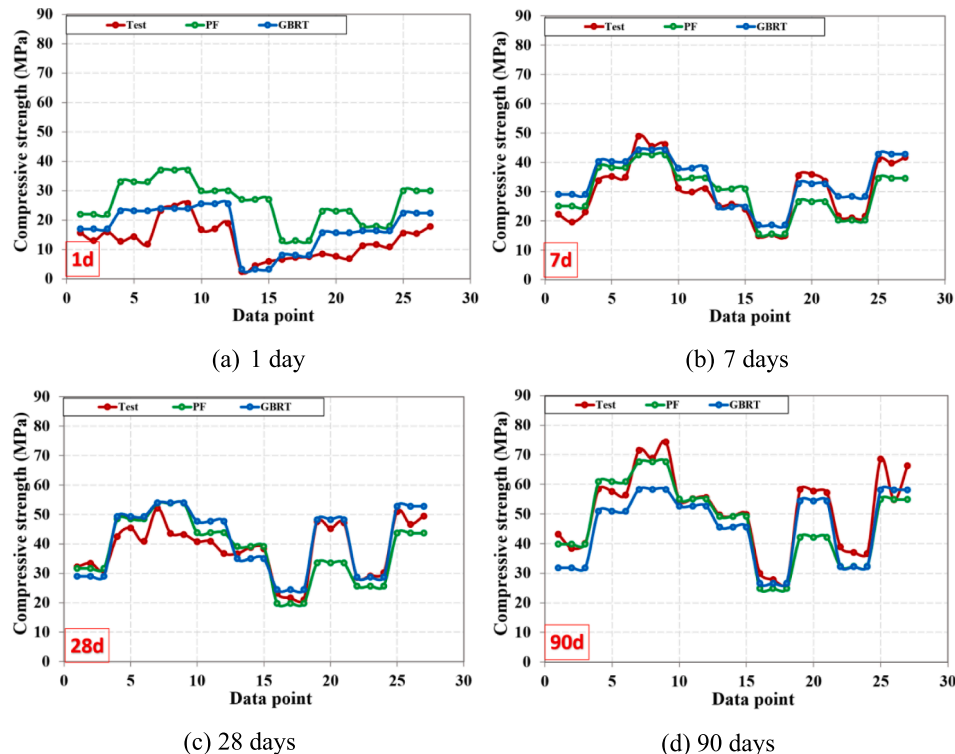 Test PF GBRT
Compressive strength (MPa)
90
80
70
60
50
40
30
20
10
0
0 5 10 15 20 25 30
1d
Data point
(a) 1 day
Test PF GBRT
Compressive strength (MPa)
90
80
70
60
50
40
30
20
10
0
0 5 10 15 20 25 30
7d
Data point
(b) 7 days
Test PF GBRT
Compressive strength (MPa)
90
80
70
60
50
40
30
20
10
0
0 5 10 15 20 25 30
28d
Data point
(c) 28 days
Test PF GBRT
Compressive strength (MPa)
90
80
70
60
50
40
30
20
10
0
0 5 10 15 20 25 30
90d
Data point
(d) 90 days